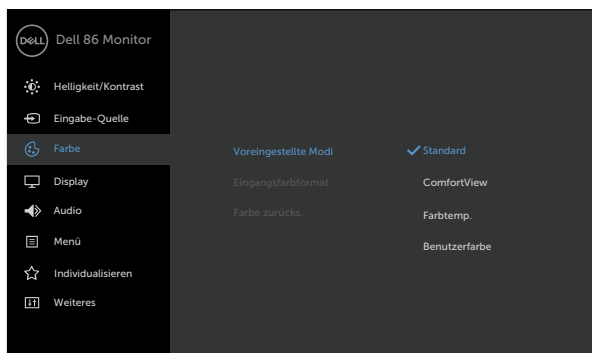 DELL
Dell 86 Monitor
Helligkeit/Kontrast
Eingabe-Quelle
Farbe
Voreingestellte Modi
Standard
Display
Eingangsfarbformat
ComfortView
Audio
Farbe zurücks.
Farbtemp.
Menü
Benutzerfarbe
Individualisieren
Weiteres